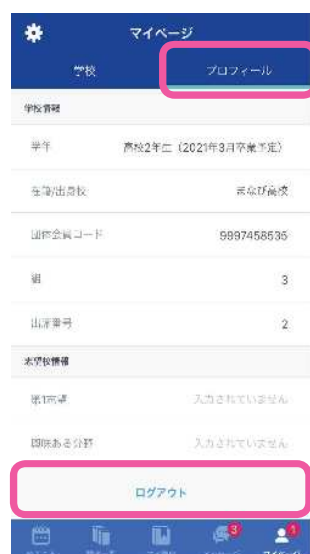 マイページ
学校 プロフィール
学校情報
学年 高校2年生（2021年3月卒業予定）
在籍/出身校 まなび高校
団体会員コード 9997458535
組 3
出席番号 2
志望校情報
第1志望 入力されていません
興味ある分野 入力されていません
ログアウト
3 1
マイページ